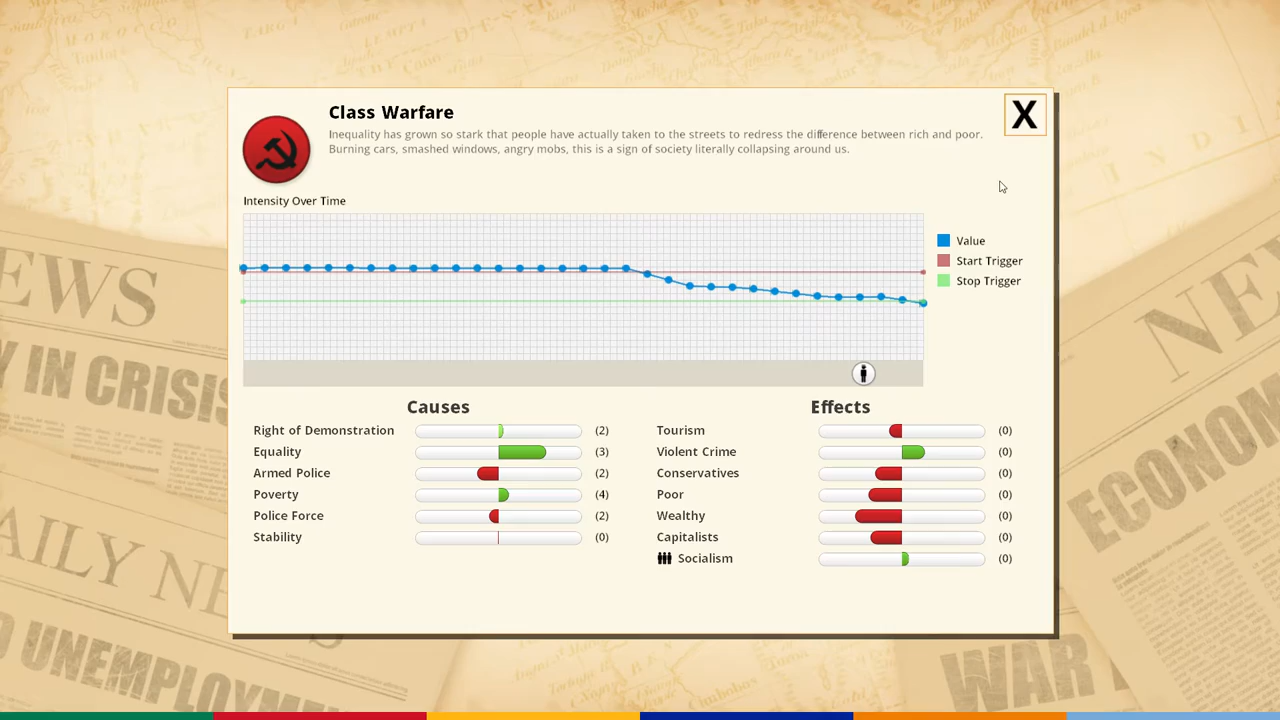 Class Warfare
X
Inequality has grown so stark that people have actually taken to the streets to redress the difference between rich and poor.
Burning cars, smashed windows, angry mobs, this is a sign of society literally collapsing around us.
Intensity Over Time
Value
Start Trigger
Stop Trigger
Causes
Right of Demonstration (2)
Equality (3)
Armed Police (2)
Poverty (4)
Police Force (2)
Stability (0)
Effects
Tourism (0)
Violent Crime (0)
Conservatives (0)
Poor (0)
Wealthy (0)
Capitalists (0)
Socialism (0)
EWS
Y IN CRISIS
AILY NE
UNEMPLOYM
WAR
NE
ECONOM